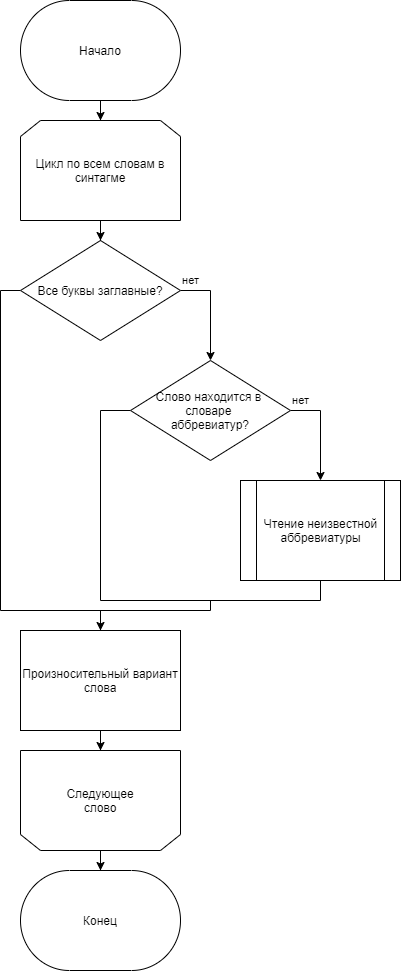 Начало
Цикл по всем словам в
синтагме
Все буквы заглавные?
нет
Слово находится в
словаре
аббревиатур?
нет
Чтение неизвестной
аббревиатуры
Произносительный вариант
слова
Следующее
слово
Конец